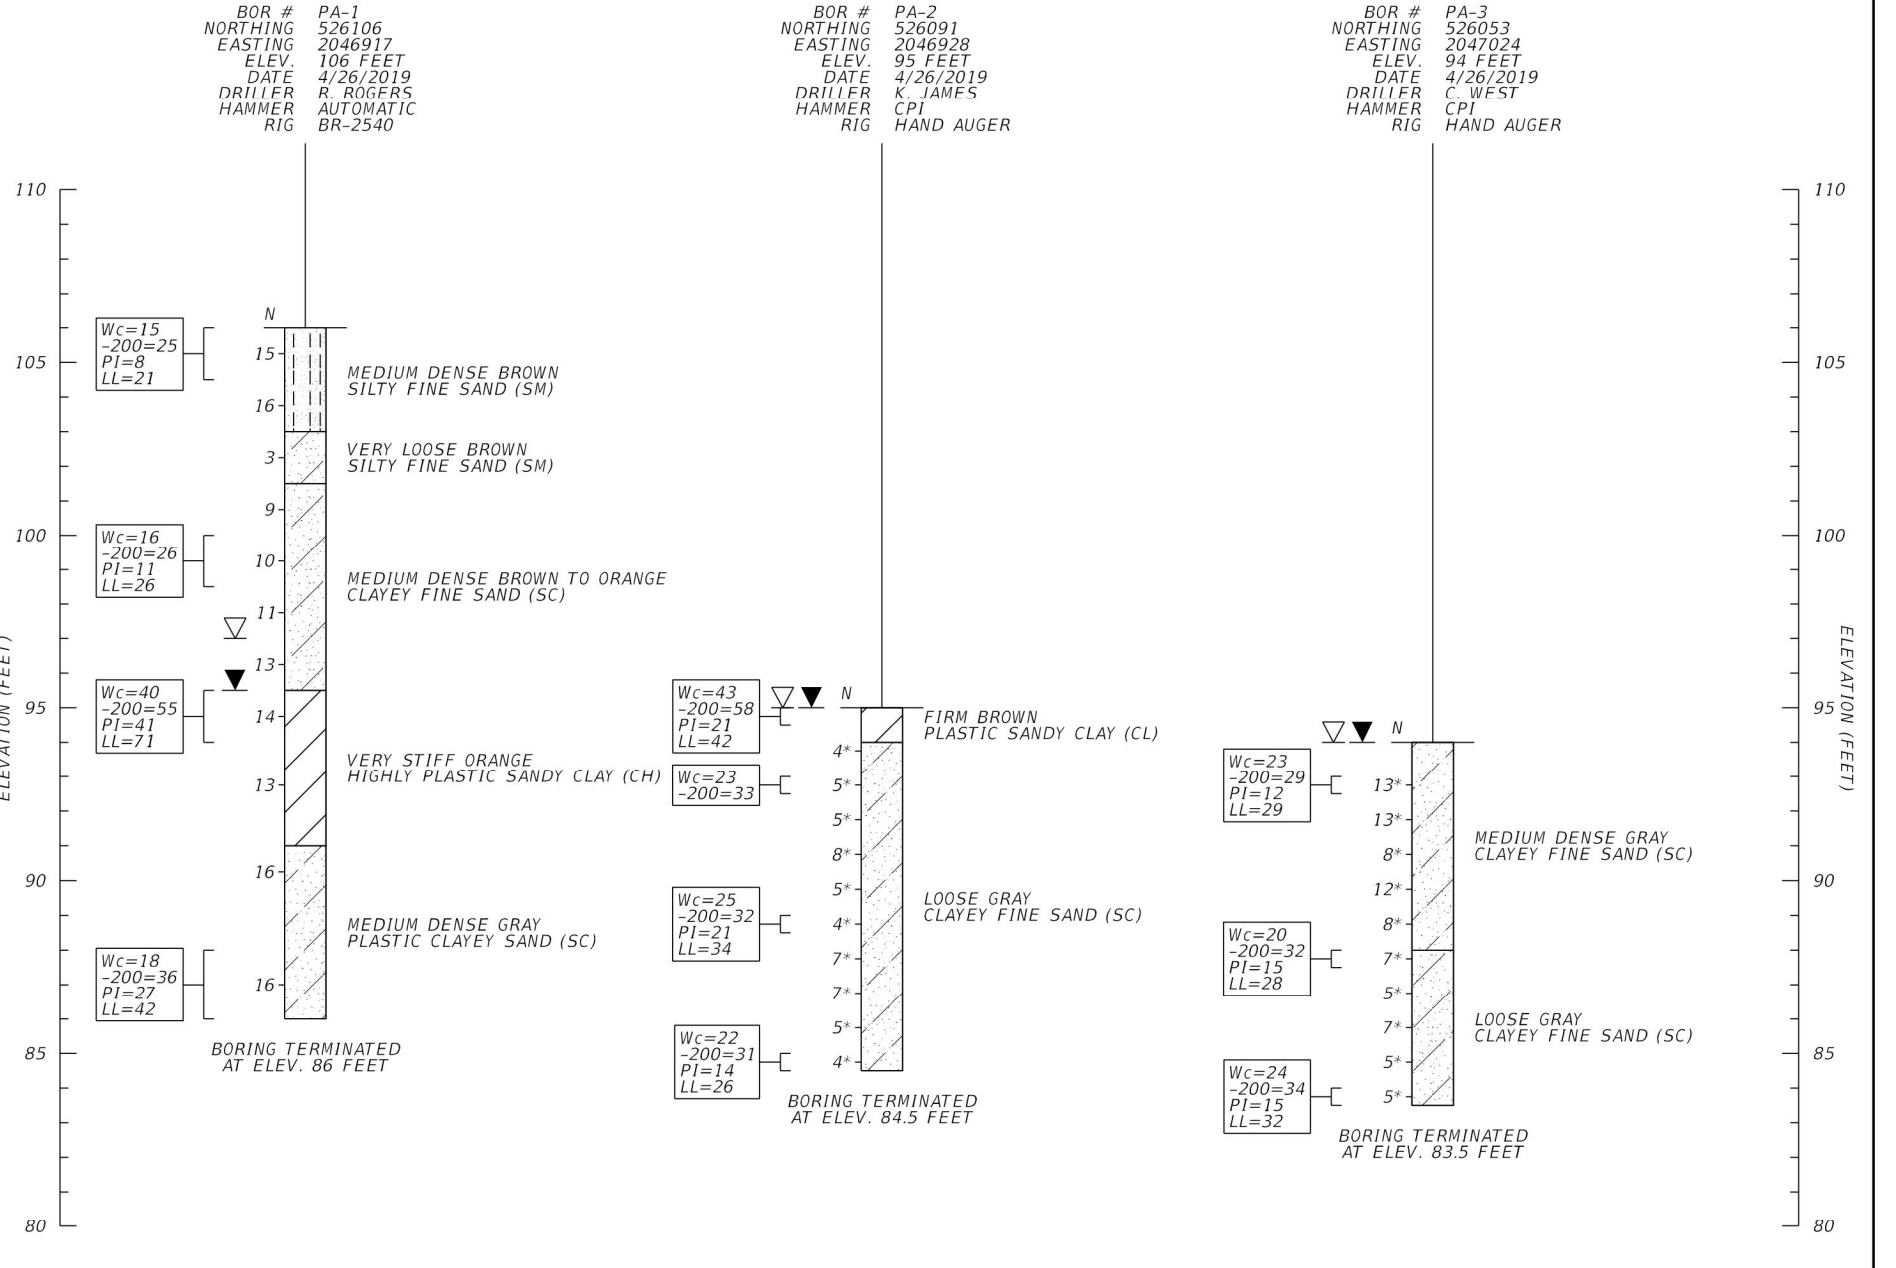 BOR # PA-1
NORTHING 526106
EASTING 2046917
ELEV. 106 FEET
DATE 4/26/2019
DRILLER R. ROGERS
HAMMER AUTOMATIC
RIG BR-2540
BOR # PA-2
NORTHING 526091
EASTING 2046928
ELEV. 95 FEET
DATE 4/26/2019
DRILLER K. JAMES
HAMMER CPI
RIG HAND AUGER
BOR # PA-3
NORTHING 526053
EASTING 2047024
ELEV. 94 FEET
DATE 4/26/2019
DRILLER C. WEST
HAMMER CPI
RIG HAND AUGER
110
105
100
95
90
85
80
ELEVATION (FEET)
Wc=15
-200=25
PI=8
LL=21
Wc=16
-200=26
PI=11
LL=26
Wc=40
-200=55
PI=41
LL=71
Wc=18
-200=36
PI=27
LL=42
N
15
16
3
9
10
11
13
14
13
16
16
MEDIUM DENSE BROWN
SILTY FINE SAND (SM)
VERY LOOSE BROWN
SILTY FINE SAND (SM)
MEDIUM DENSE BROWN TO ORANGE
CLAYEY FINE SAND (SC)
VERY STIFF ORANGE
HIGHLY PLASTIC SANDY CLAY (CH)
MEDIUM DENSE GRAY
PLASTIC CLAYEY SAND (SC)
BORING TERMINATED
AT ELEV. 86 FEET
Wc=43
-200=58
PI=21
LL=42
Wc=23
-200=33
Wc=25
-200=32
PI=21
LL=34
Wc=22
-200=31
PI=14
LL=26
N
4*
5*
5*
8*
5*
4*
7*
7*
5*
4*
FIRM BROWN
PLASTIC SANDY CLAY (CL)
LOOSE GRAY
CLAYEY FINE SAND (SC)
BORING TERMINATED
AT ELEV. 84.5 FEET
Wc=23
-200=29
PI=12
LL=29
Wc=20
-200=32
PI=15
LL=28
Wc=24
-200=34
PI=15
LL=32
N
13*
13*
8*
12*
8*
7*
5*
7*
5*
5*
MEDIUM DENSE GRAY
CLAYEY FINE SAND (SC)
LOOSE GRAY
CLAYEY FINE SAND (SC)
BORING TERMINATED
AT ELEV. 83.5 FEET
110
105
100
95
90
85
80
ELEVATION (FEET)